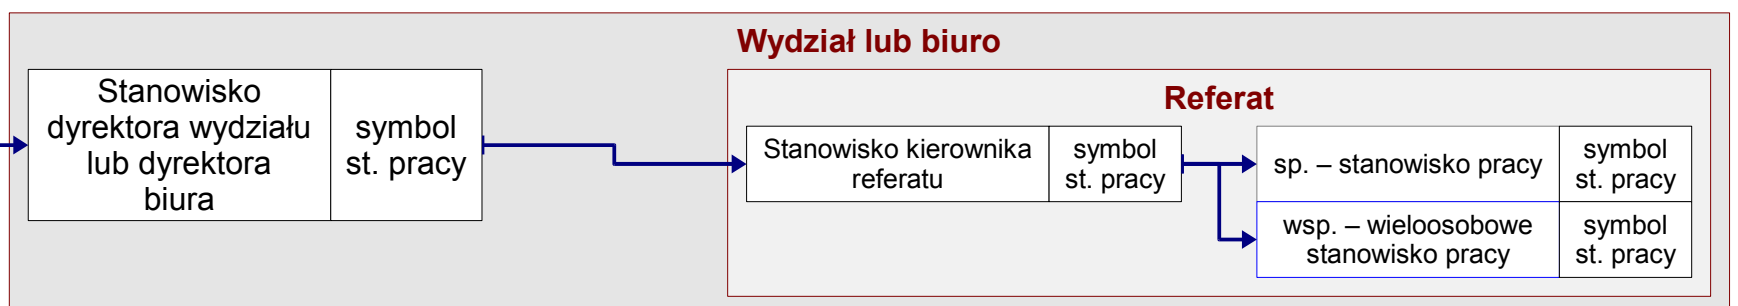 Wydział lub biuro
Stanowisko
dyrektora wydziału
lub dyrektora
biura
symbol
st. pracy
Referat
Stanowisko kierownika
referatu
symbol
st. pracy
sp. – stanowisko pracy
symbol
st. pracy
wsp. – wieloosobowe
stanowisko pracy
symbol
st. pracy